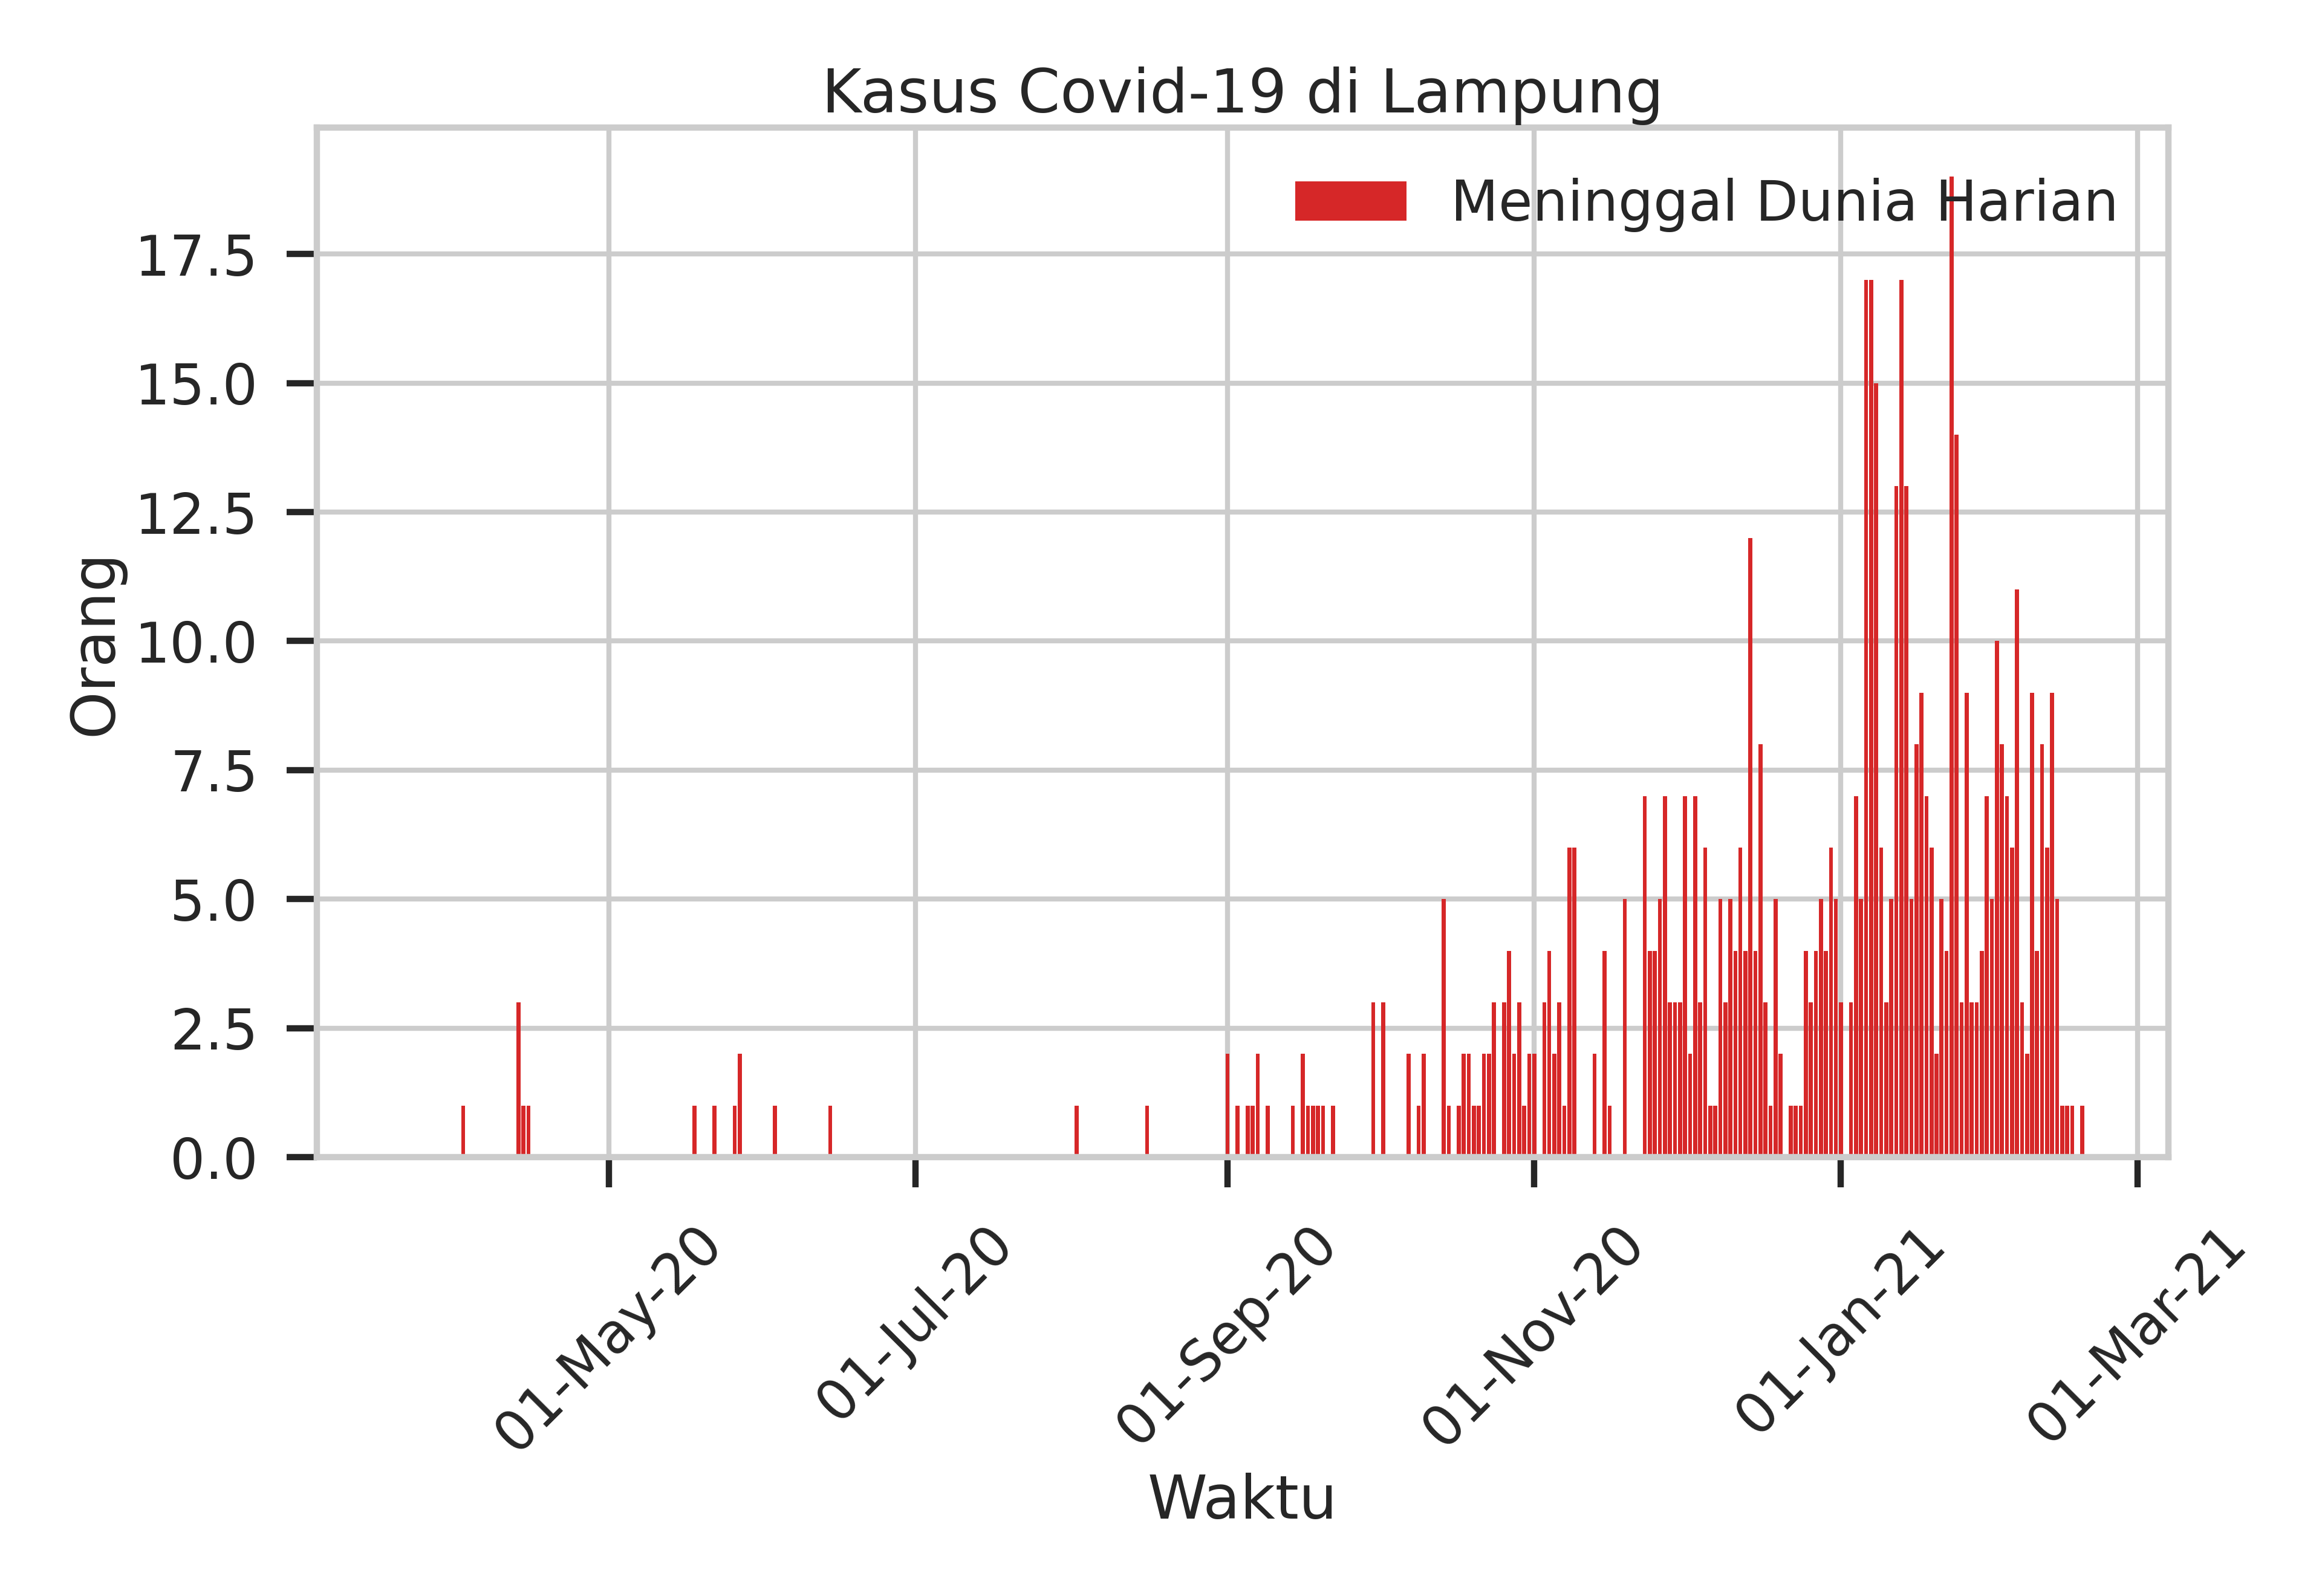 Kasus Covid-19 di Lampung
Meninggal Dunia Harian
17.5
15.0
12.5
10.0
7.5
5.0
2.5
0.0
Orang
01-May-20
01-Jul-20
01-Sep-20
01-Nov-20
01-Jan-21
01-Mar-21
Waktu